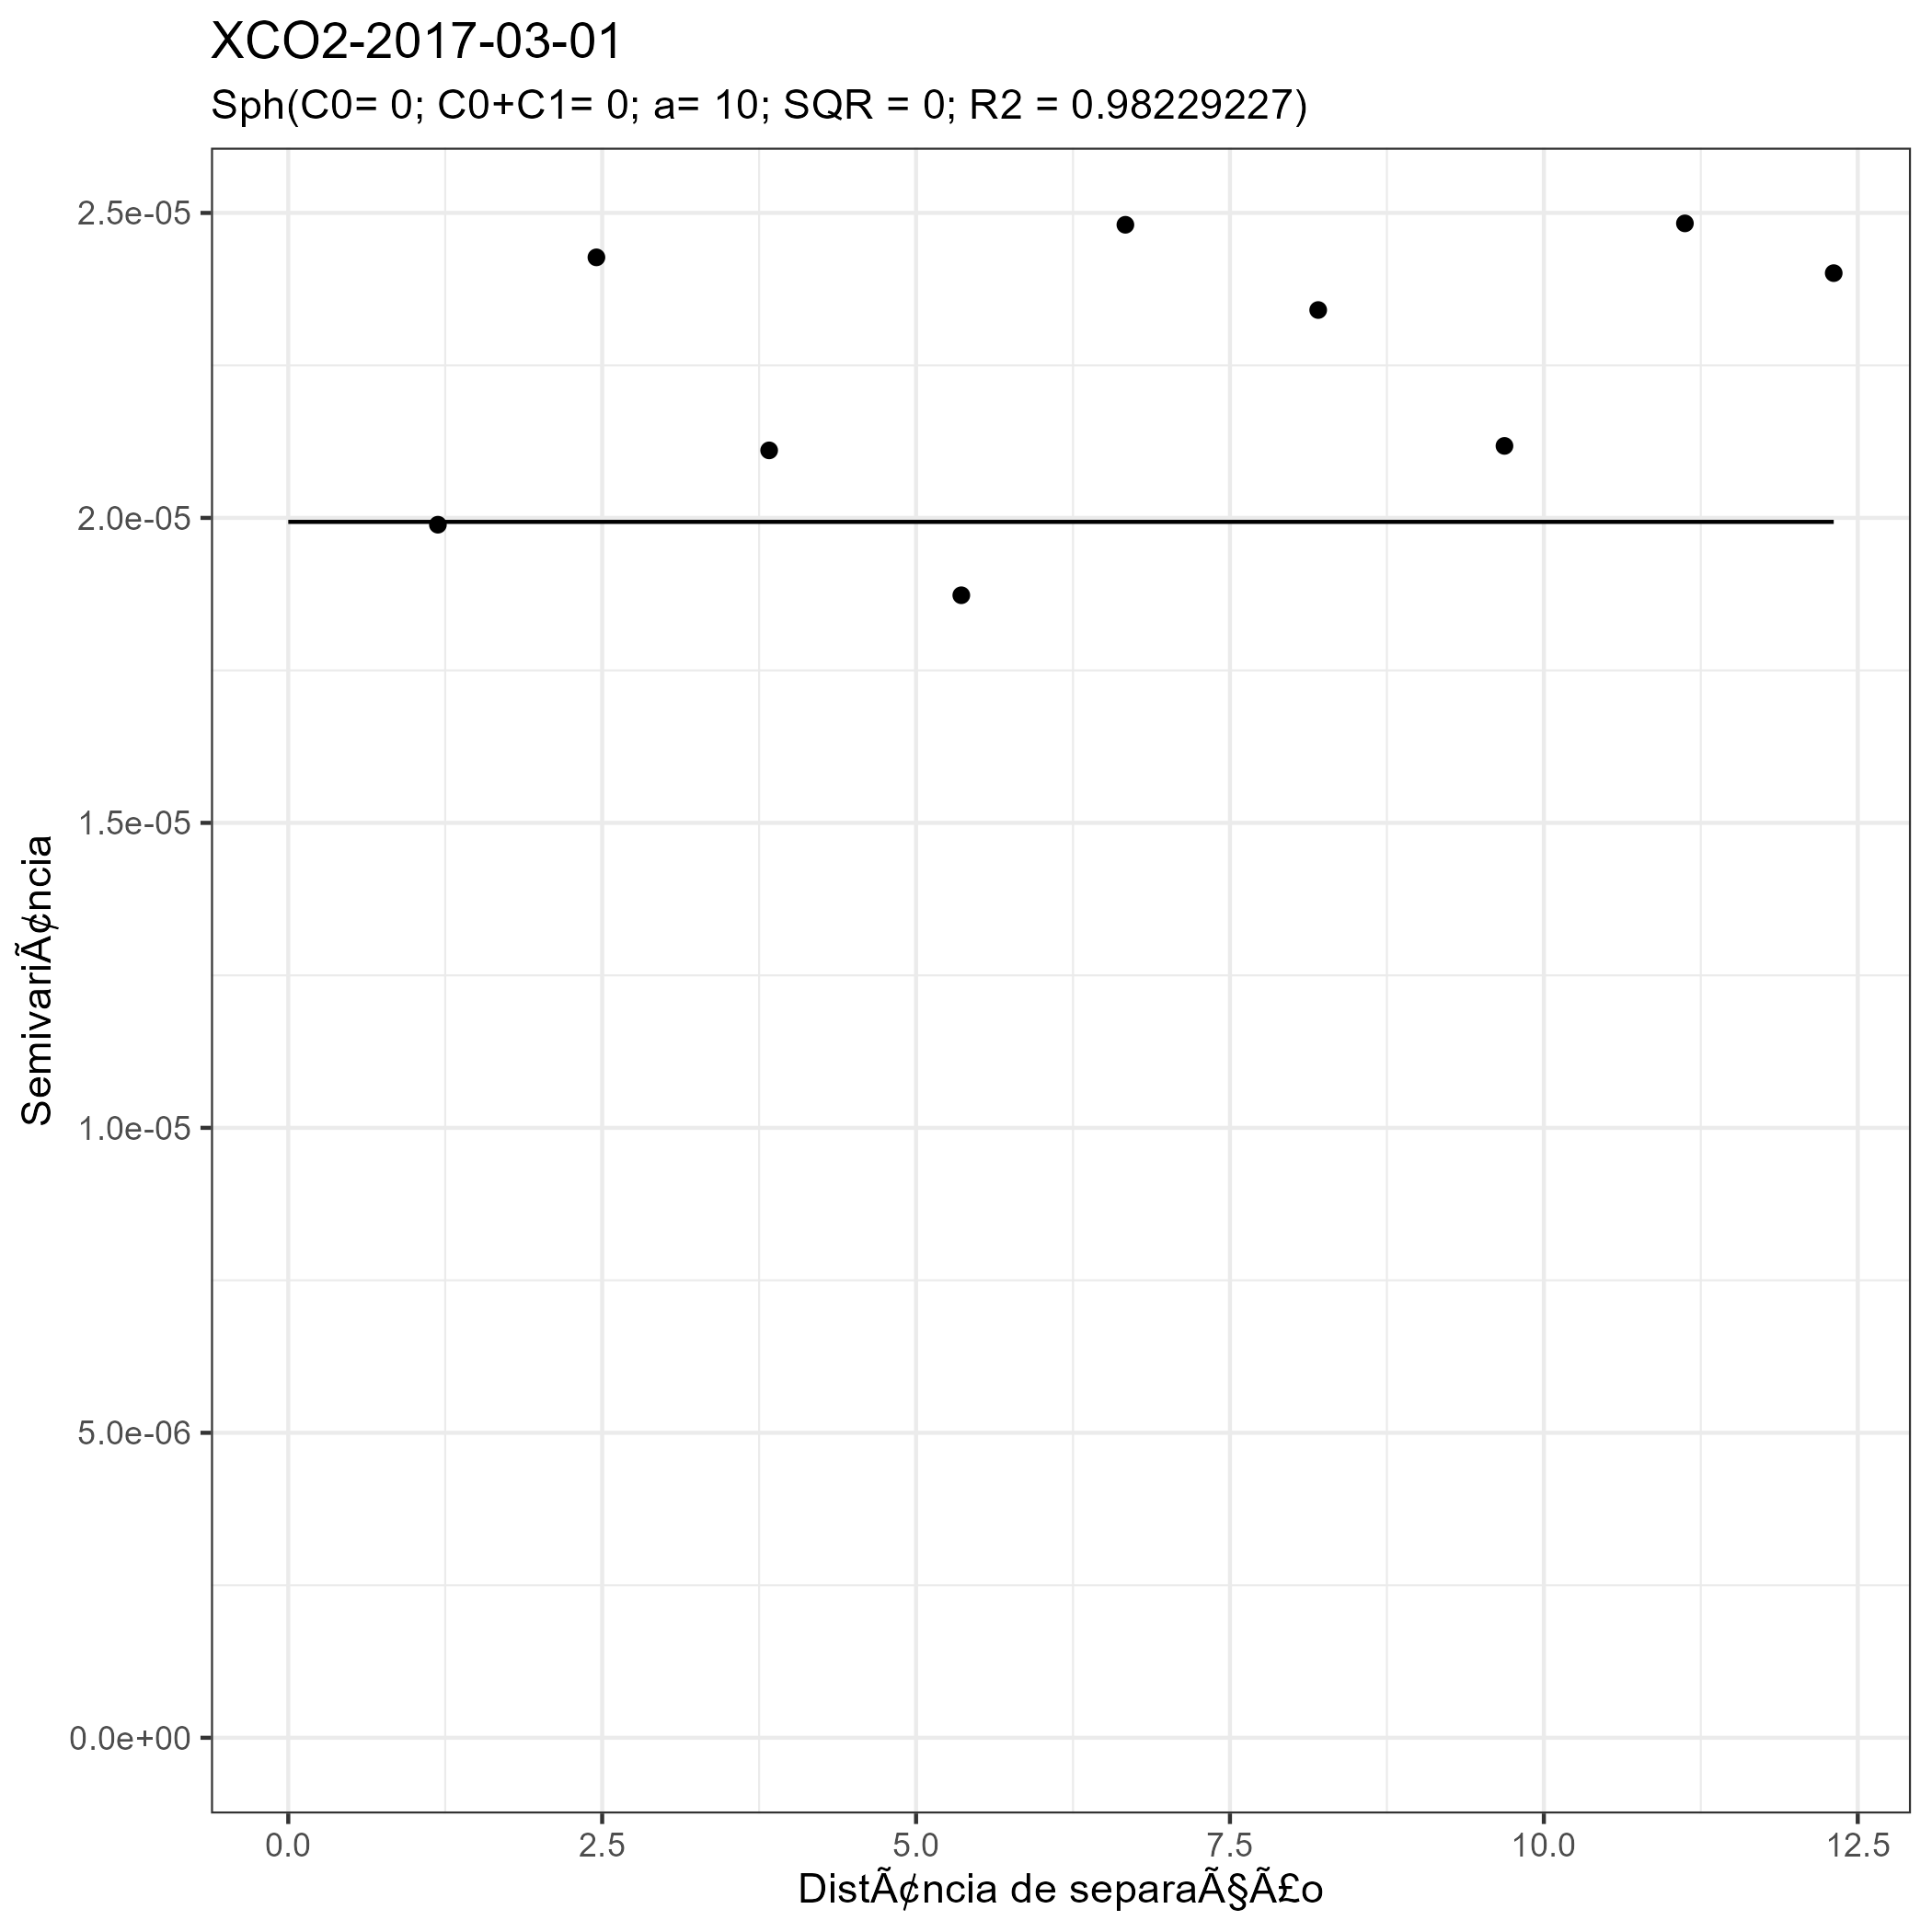 XCO2-2017-03-01
Sph(C0= 0; C0+C1= 0; a= 10; SQR = 0; R2 = 0.98229227)
SemivariÃ¢ncia
2.5e-05
2.0e-05
1.5e-05
1.0e-05
5.0e-06
0.0e+00
0.0 2.5 5.0 7.5 10.0 12.5
DistÃ¢ncia de separaÃ§Ã£o